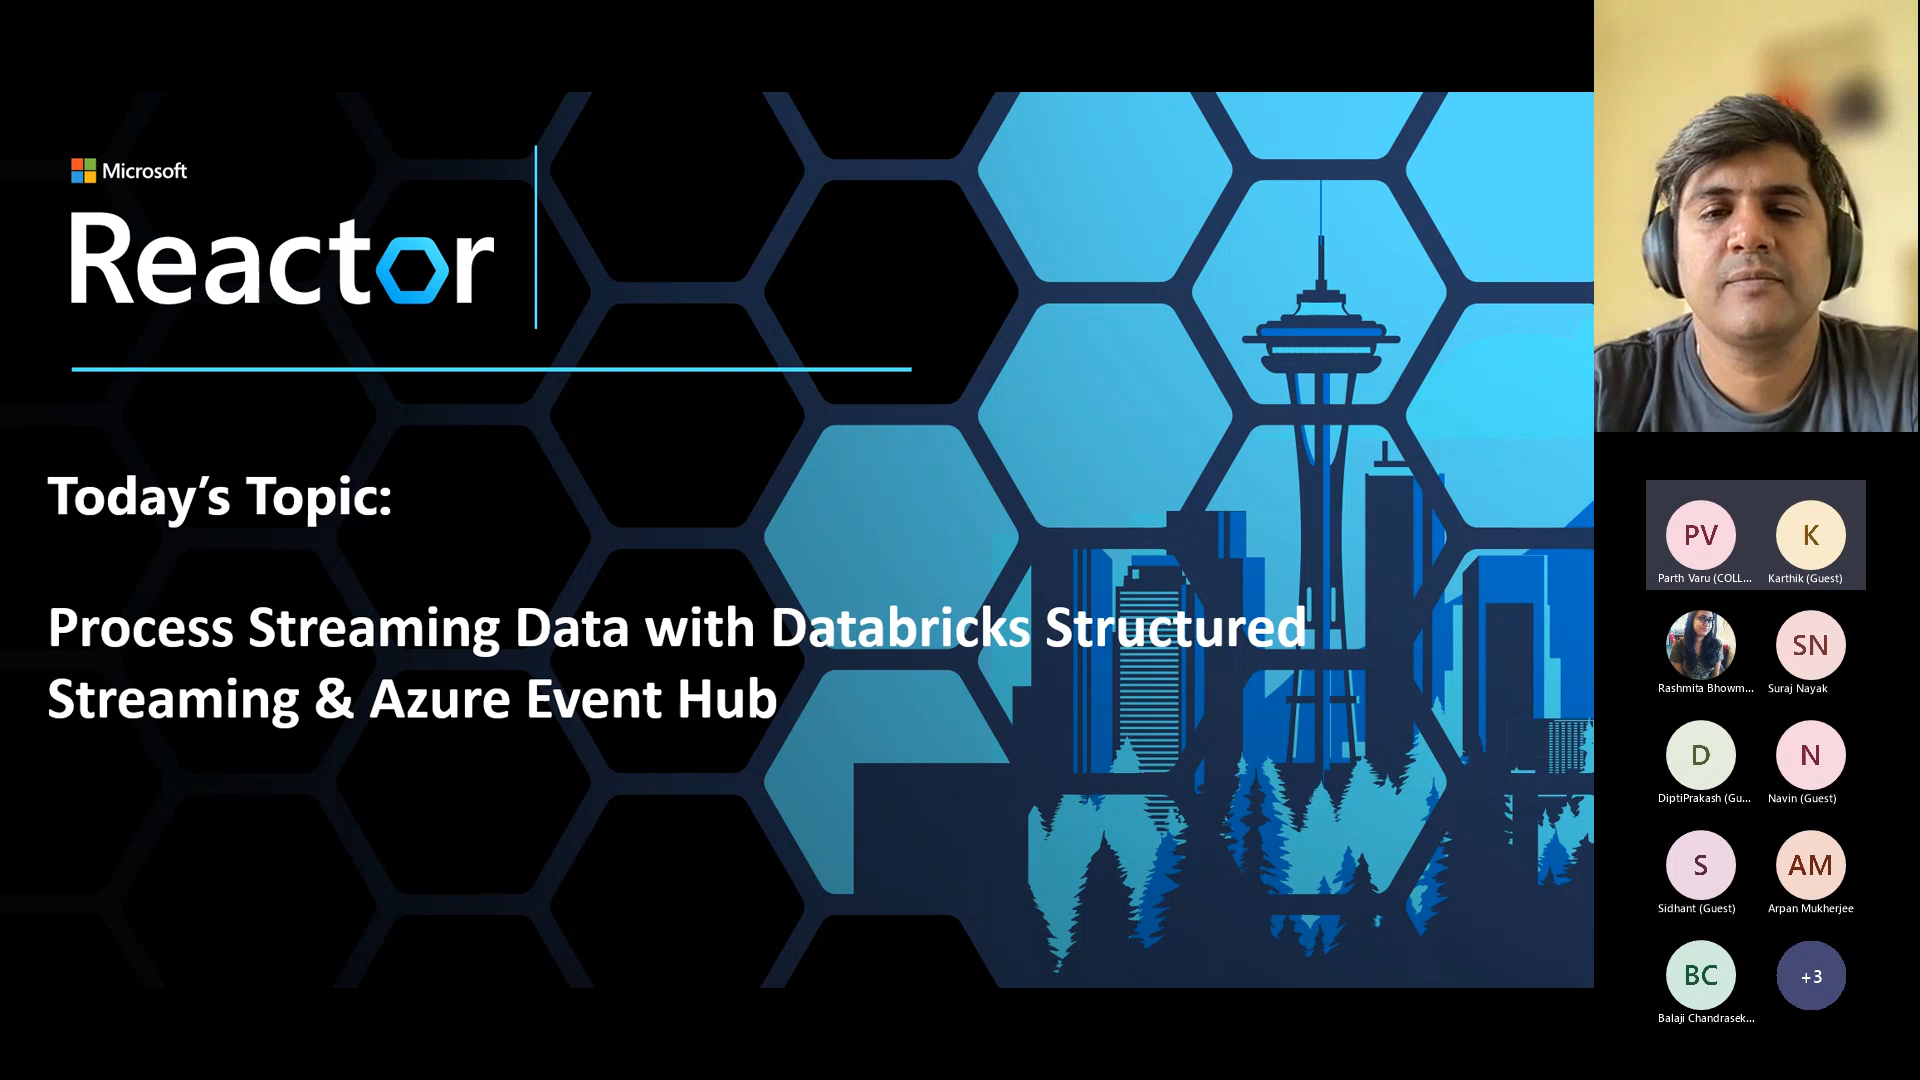 Microsoft
Reactor
Today's Topic:
Process Streaming Data with Databricks Structured
Streaming & Azure Event Hub
PV
K
Parth Varu (COLL...
Karthik (Guest)
SN
Rashmita Bhowm...
Suraj Nayak
D
N
DiptiPrakash (Gu...
Navin (Guest)
S
AM
Sidhant (Guest)
Arpan Mukherjee
BC
+3
Balaji Chandrasek...